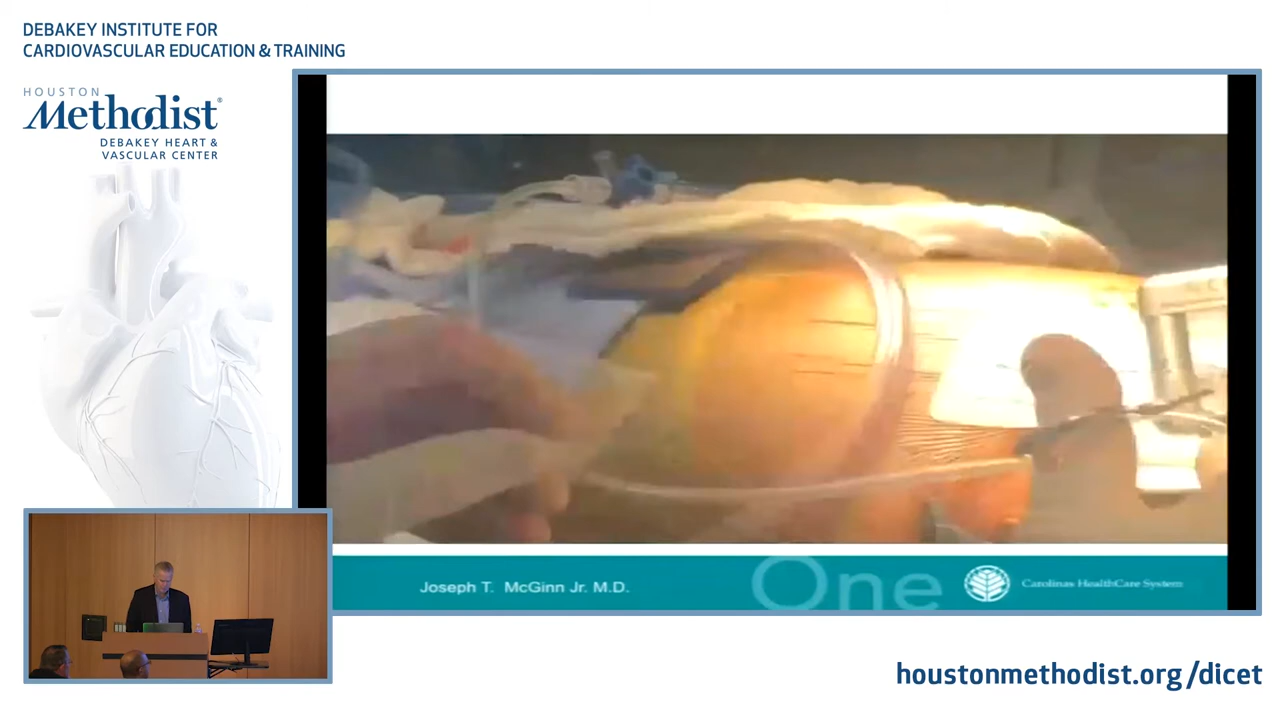 DEBAKEY INSTITUTE FOR
CARDIOVASCULAR EDUCATION & TRAINING
HOUSTON
Methodist®
DEBAKEY HEART &
VASCULAR CENTER
Joseph T. McGinn Jr. M.D.
One
Carolinas HealthCare System
houstonmethodist.org/dicet